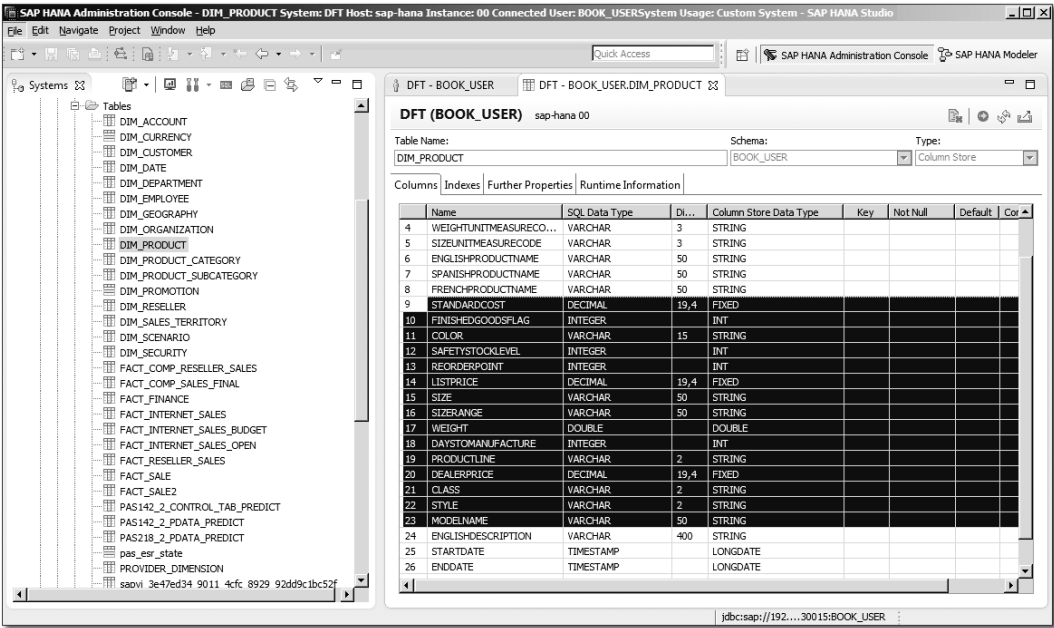 SAP HANA Administration Console - DIM_PRODUCT System: DFT Host: sap-hana Instance: 00 Connected User: BOOK_USERSystem Usage: Custom System - SAP HANA Studio
File Edit Navigate Project Window Help
Quick Access
SAP HANA Administration Console
SAP HANA Modeler
Systems
Tables
DIM_ACCOUNT
DIM_CURRENCY
DIM_CUSTOMER
DIM_DATE
DIM_DEPARTMENT
DIM_EMPLOYEE
DIM_GEOGRAPHY
DIM_ORGANIZATION
DIM_PRODUCT
DIM_PRODUCT_CATEGORY
DIM_PRODUCT_SUBCATEGORY
DIM_PROMOTION
DIM_RESELLER
DIM_SALES_TERRITORY
DIM_SCENARIO
DIM_SECURITY
FACT_COMP_RESELLER_SALES
FACT_COMP_SALES_FINAL
FACT_FINANCE
FACT_INTERNET_SALES
FACT_INTERNET_SALES_BUDGET
FACT_INTERNET_SALES_OPEN
FACT_RESELLER_SALES
FACT_SALE
FACT_SALE2
PAS142_2_CONTROL_TAB_PREDICT
PAS142_2_PDATA_PREDICT
PAS218_2_PDATA_PREDICT
pas_esr_state
PROVIDER_DIMENSION
sapvi_3e47ed34_9011_4cfc_8929_92dd9c1bc52f
DFT - BOOK_USER
DFT - BOOK_USER.DIM_PRODUCT
DFT (BOOK_USER) sap-hana 00
Table Name: Schema: Type:
DIM_PRODUCT BOOK_USER Column Store
Columns Indexes Further Properties Runtime Information
Name SQL Data Type Di... Column Store Data Type Key Not Null Default Cor
4 WEIGHTUNITMEASURECO... VARCHAR 3 STRING
5 SIZEUNITMEASURECODE VARCHAR 3 STRING
6 ENGLISHPRODUCTNAME VARCHAR 50 STRING
7 SPANISHPRODUCTNAME VARCHAR 50 STRING
8 FRENCHPRODUCTNAME VARCHAR 50 STRING
9 STANDARDCOST DECIMAL 19,4 FIXED
10 FINISHEDGOODSFLAG INTEGER INT
11 COLOR VARCHAR 15 STRING
12 SAFETYSTOCKLEVEL INTEGER INT
13 REORDERPOINT INTEGER INT
14 LISTPRICE DECIMAL 19,4 FIXED
15 SIZE VARCHAR 50 STRING
16 SIZERANGE VARCHAR 50 STRING
17 WEIGHT DOUBLE DOUBLE
18 DAYSTOMANUFACTURE INTEGER INT
19 PRODUCTLINE VARCHAR 2 STRING
20 DEALERPRICE DECIMAL 19,4 FIXED
21 CLASS VARCHAR 2 STRING
22 STYLE VARCHAR 2 STRING
23 MODELNAME VARCHAR 50 STRING
24 ENGLISHDESCRIPTION VARCHAR 400 STRING
25 STARTDATE TIMESTAMP LONGDATE
26 ENDDATE TIMESTAMP LONGDATE
jdbc:sap://192....30015:BOOK_USER